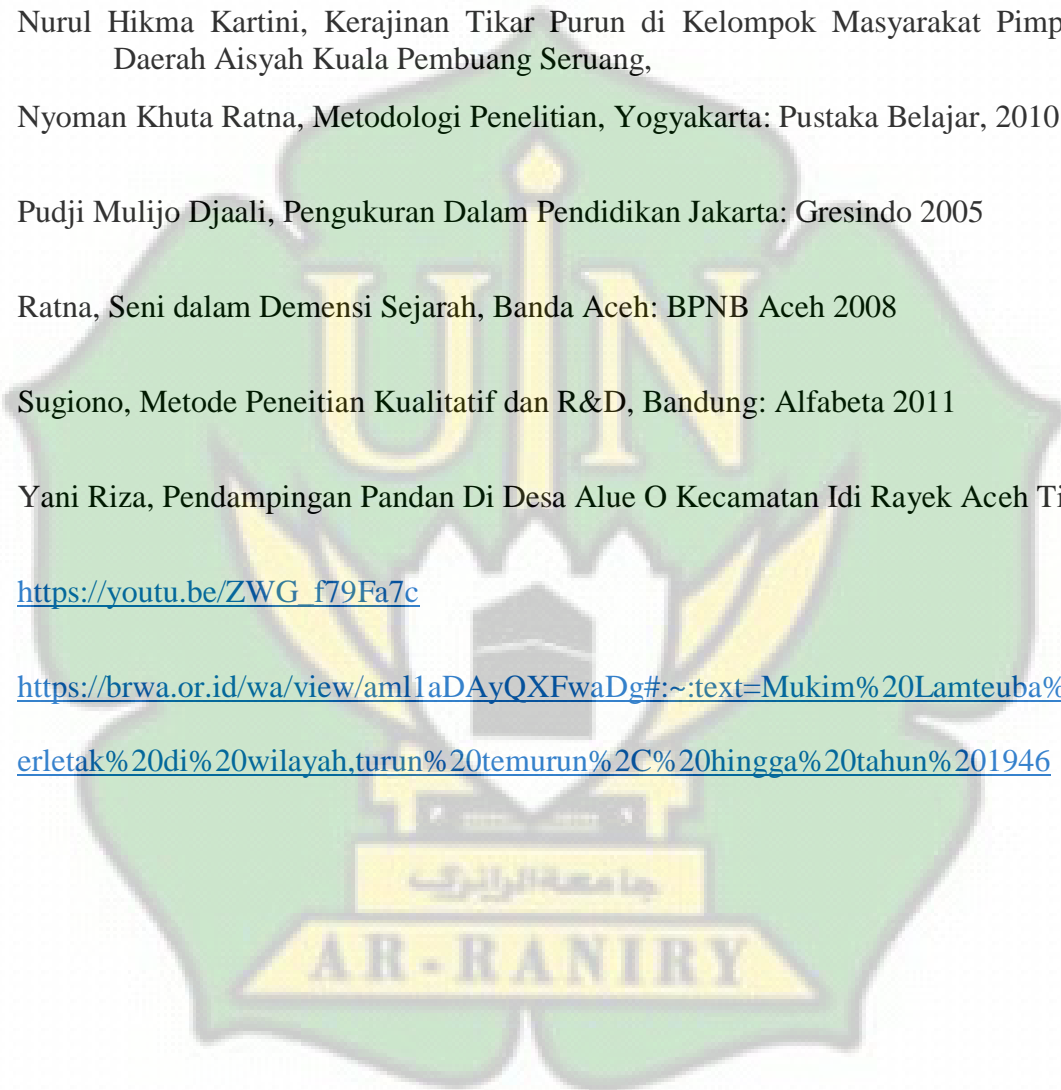 Nurul Hikma Kartini, Kerajinan Tikar Purun di Kelompok Masyarakat Pimp
Daerah Aisyah Kuala Pembuang Seruang,
Nyoman Khuta Ratna, Metodologi Penelitian, Yogyakarta: Pustaka Belajar, 2010
Pudji Mulijo Djaali, Pengukuran Dalam Pendidikan Jakarta: Gresindo 2005
Ratna, Seni dalam Demensi Sejarah, Banda Aceh: BPNB Aceh 2008
Sugiono, Metode Peneitian Kualitatif dan R&D, Bandung: Alfabeta 2011
Yani Riza, Pendampingan Pandan Di Desa Alue O Kecamatan Idi Rayek Aceh Ti
https://youtu.be/ZWG_f79Fa7c
https://brwa.or.id/wa/view/aml1aDAyQXFwaDg#:~:text=Mukim%20Lamteuba%
erletak%20di%20wilayah,turun%20temurun%2C%20hingga%20tahun%201946
UIN
جامعة الرانري
AR-RANIRY